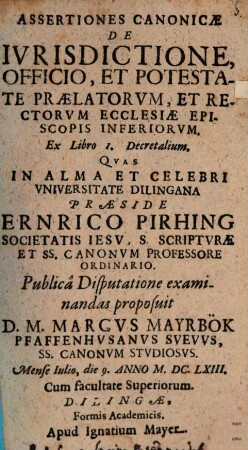 ASSERTIONES CANONICÆ
DE
IVRISDICTIONE,
OFFICIO, ET POTESTA-
TE PRÆLATORVM, ET RE-
CTORVM ECCLESIÆ EPI-
SCOPIS INFERIORVM.
Ex Libro 1. Decretalium.
QVAS
IN ALMA ET CELEBRI
VNIVERSITATE DILINGANA
PRÆSIDE
ERNRICO PIRHING
SOCIETATIS IESV, S. SCRIPTVRÆ
ET SS. CANONVM PROFESSORE
ORDINARIO.
Publicâ Disputatione exami-
nandas proposuit
D. M. MARCVS MAYRBÖK
PFAFFENHVSANVS SVEVVS,
SS. CANONVM STVDIOSVS.
Mense Iulio, die 9. ANNO M. DC. LXIII.
Cum facultate Superiorum.
DILINGÆ,
Formis Academicis.
Apud Ignatium Mayer.